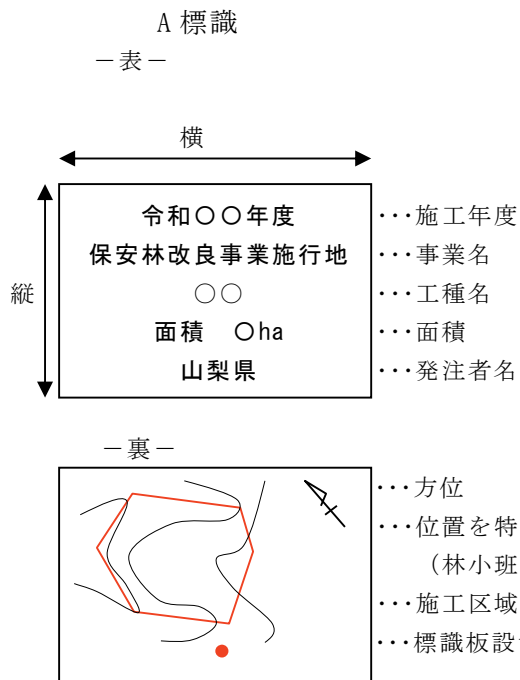 A 標識
－表－
横
縦
令和〇〇年度 ・・・施工年度
保安林改良事業施行地 ・・・事業名
○○ ・・・工種名
面積 〇ha ・・・面積
山梨県 ・・・発注者名
－裏－
・・・方位
・・・位置を特
（林小班
・・・施工区域
・・・標識板設